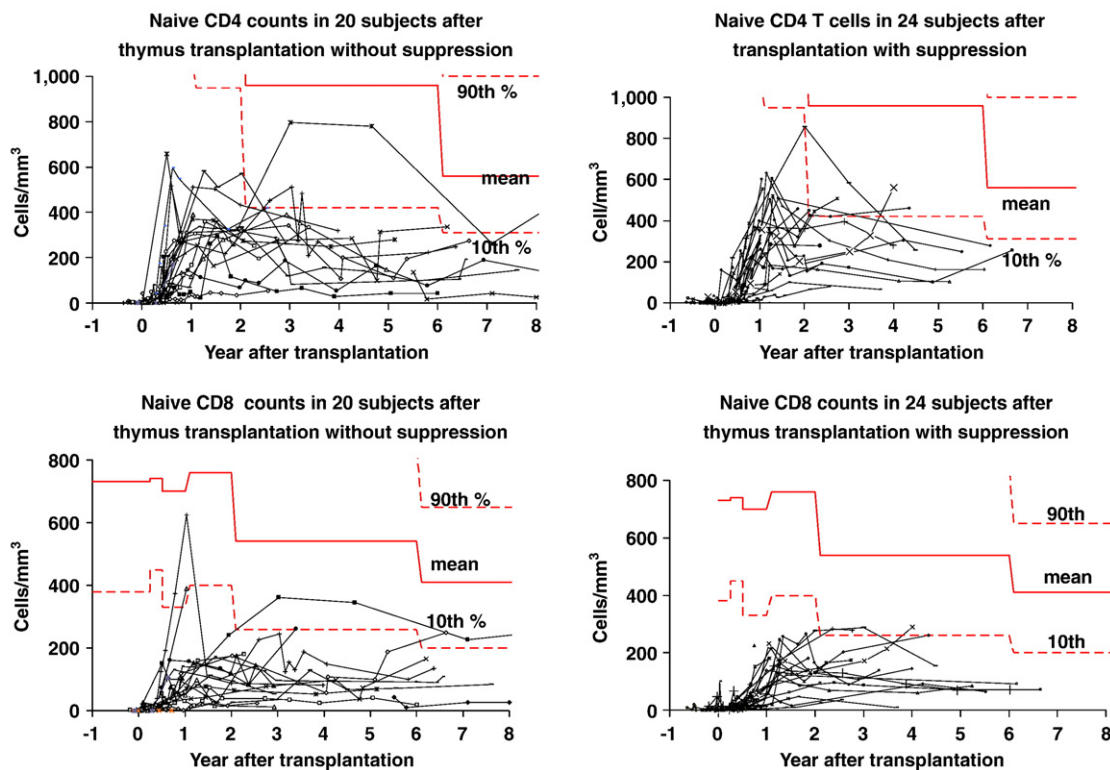 Naive CD4 counts in 20 subjects after
thymus transplantation without suppression
1,000
800
600
400
200
0
Cells/mm3
90th %
mean
10th %
-1 0 1 2 3 4 5 6 7 8
Year after transplantation
Naive CD4 T cells in 24 subjects after
transplantation with suppression
1,000
800
600
400
200
0
Cell/mm3
mean
10th %
-1 0 1 2 3 4 5 6 7 8
Year after transplantation
Naive CD8 counts in 20 subjects after
thymus transplantation without suppression
800
600
400
200
0
Cells/mm3
90th %
mean
10th %
-1 0 1 2 3 4 5 6 7 8
Year after transplantation
Naive CD8 counts in 24 subjects after
thymus transplantation with suppression
800
600
400
200
0
Cells/mm3
90th
mean
10th
-1 0 1 2 3 4 5 6 7 8
Year after transplantation